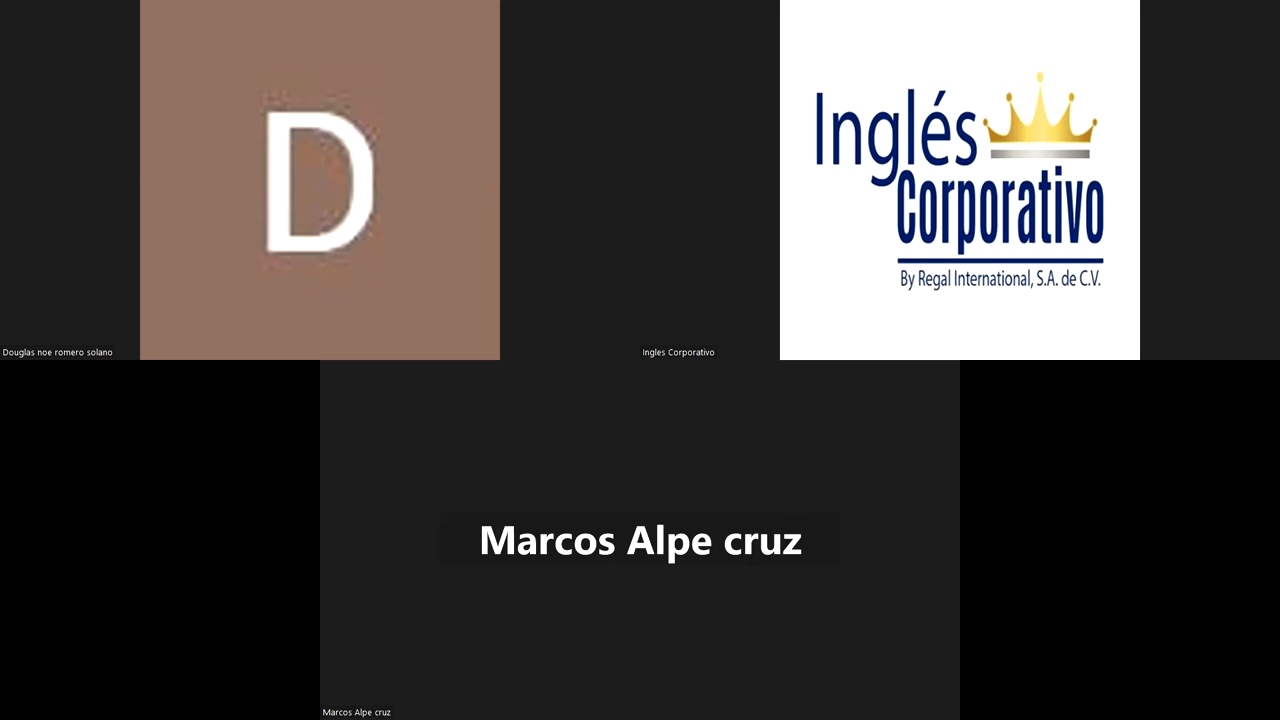 D
Inglés
Corporativo
By Regal International, S.A. de C.V.
Douglas noe romero solano
Ingles Corporativo
Marcos Alpe cruz
Marcos Alpe cruz